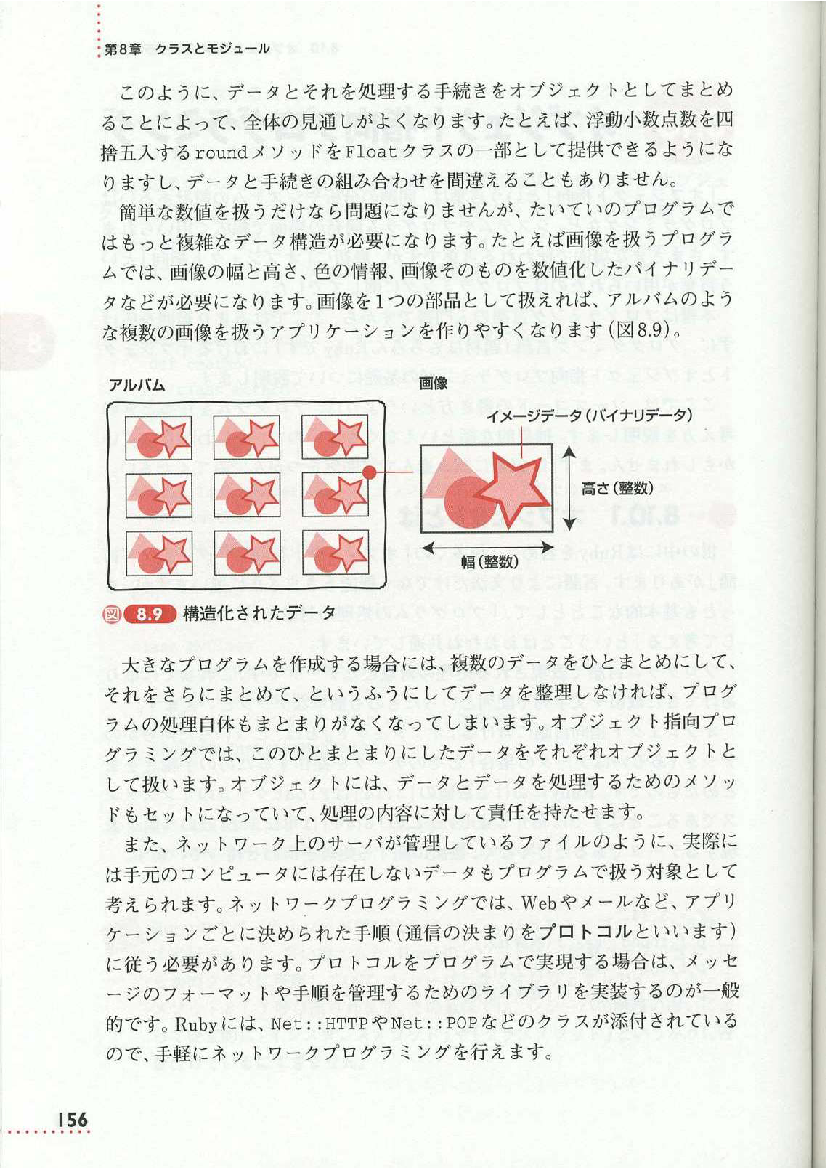 第8章 クラスとモジュール
このように、データとそれを処理する手続きをオブジェクトとしてまとめ
ることによって、全体の見通しがよくなります。たとえば、浮動小数点数を四
捨五入するroundメソッドをFloatクラスの一部として提供できるようにな
りますし、データと手続きの組み合わせを間違えることもありません。
簡単な数値を扱うだけなら問題になりませんが、たいていのプログラムで
はもっと複雑なデータ構造が必要になります。たとえば画像を扱うプログラ
ムでは、画像の幅と高さ、色の情報、画像そのものを数値化したバイナリデー
タなどが必要になります。画像を1つの部品として扱えれば、アルバムのよう
な複数の画像を扱うアプリケーションを作りやすくなります(図8.9)。
アルバム
画像
イメージデータ(バイナリデータ)
高さ(整数)
幅(整数)
図 8.9 構造化されたデータ
大きなプログラムを作成する場合には、複数のデータをひとまとめにして、
それをさらにまとめて、というふうにしてデータを整理しなければ、プログ
ラムの処理自体もまとまりがなくなってしまいます。オブジェクト指向プロ
グラミングでは、このひとまとまりにしたデータをそれぞれオブジェクトと
して扱います。オブジェクトには、データとデータを処理するためのメソッ
ドもセットになっていて、処理の内容に対して責任を持たせます。
また、ネットワーク上のサーバが管理しているファイルのように、実際に
は手元のコンピュータには存在しないデータもプログラムで扱う対象として
考えられます。ネットワークプログラミングでは、Webやメールなど、アプリ
ケーションごとに決められた手順(通信の決まりをプロトコルといいます)
に従う必要があります。プロトコルをプログラムで実現する場合は、メッセ
ージのフォーマットや手順を管理するためのライブラリを実装するのが一般
的です。Rubyには、Net::HTTPやNet::POPなどのクラスが添付されている
ので、手軽にネットワークプログラミングを行えます。
156